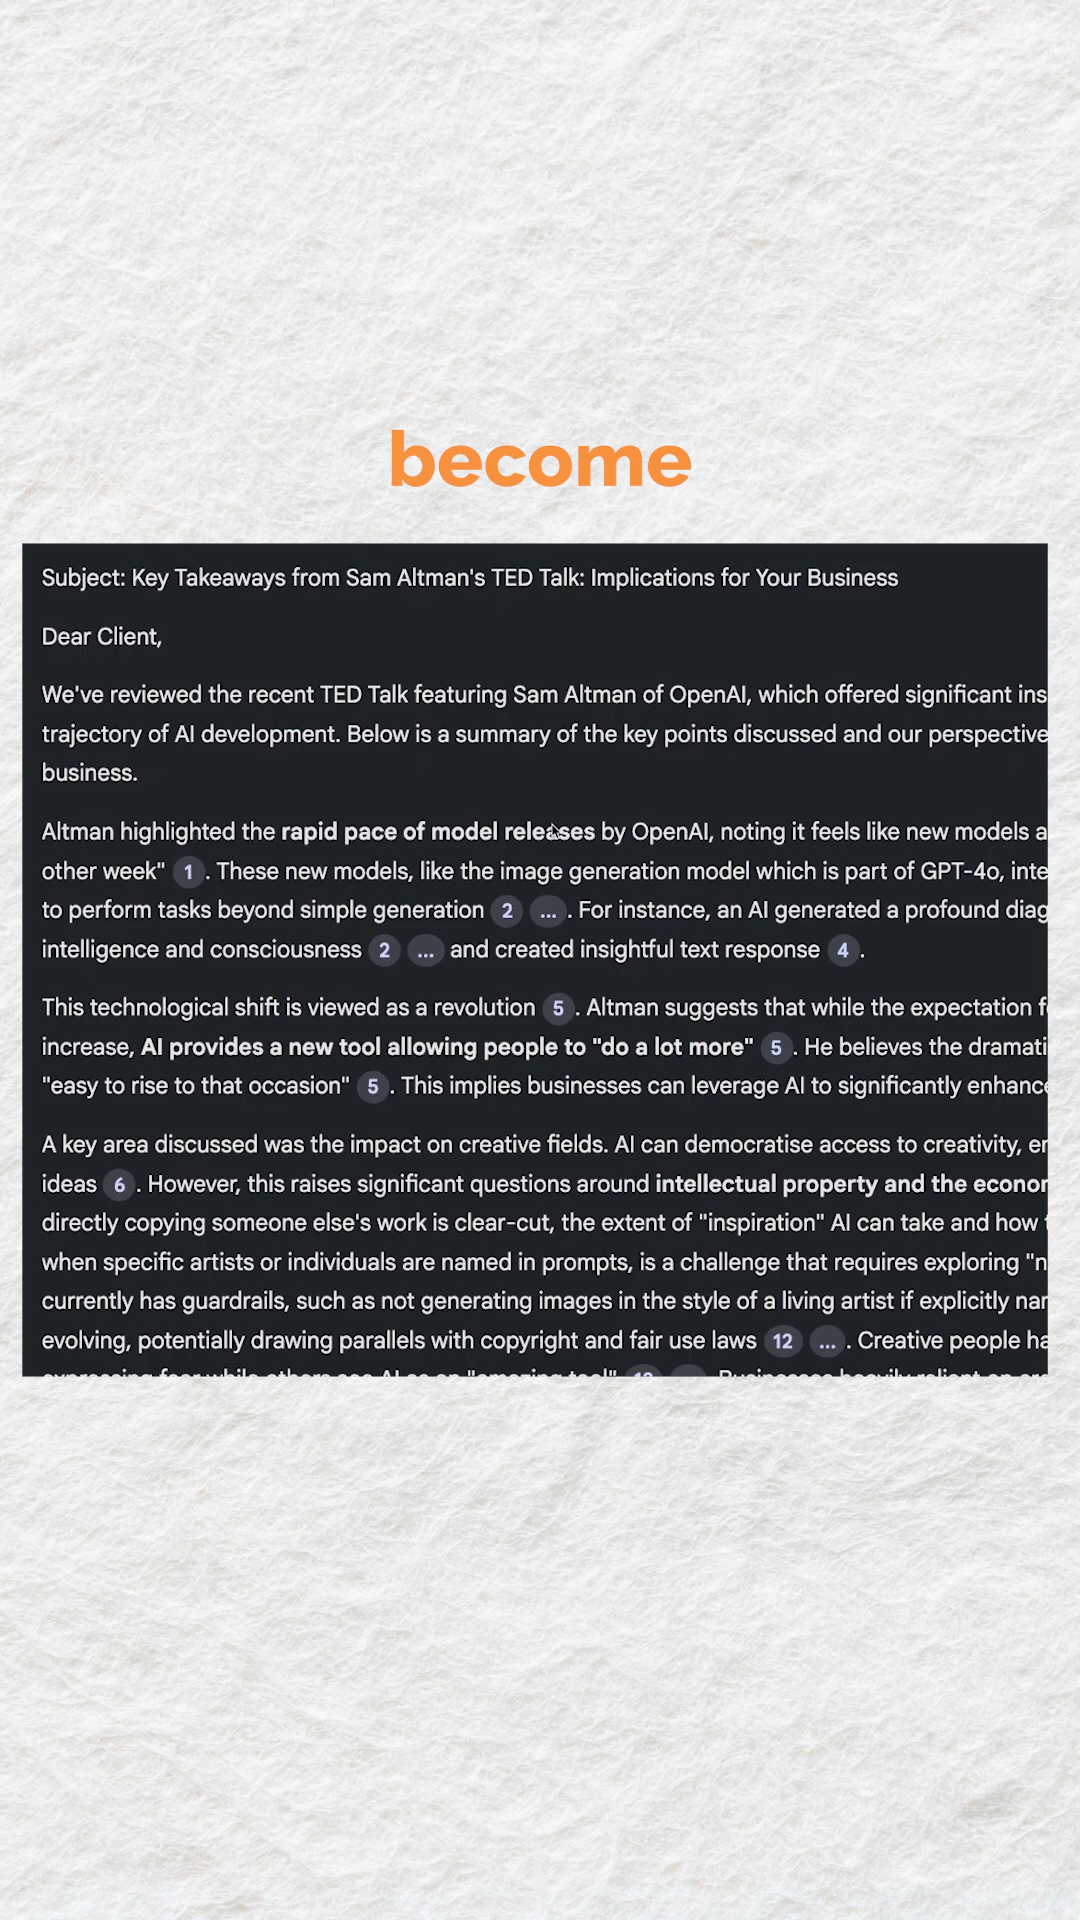 become
Subject: Key Takeaways from Sam Altman's TED Talk: Implications for Your Business
Dear Client,
We've reviewed the recent TED Talk featuring Sam Altman of OpenAI, which offered significant
trajectory of AI development. Below is a summary of the key points discussed and our perspective
business.
Altman highlighted the rapid pace of model releases by OpenAI, noting it feels like new models
other week" 1 . These new models, like the image generation model which is part of GPT-4o,
to perform tasks beyond simple generation 2 ... . For instance, an AI generated a profound
intelligence and consciousness 2 ... and created insightful text response 4 .
This technological shift is viewed as a revolution 5 . Altman suggests that while the expectation
increase, AI provides a new tool allowing people to "do a lot more" 5 . He believes the
"easy to rise to that occasion" 5 . This implies businesses can leverage AI to significantly
A key area discussed was the impact on creative fields. AI can democratise access to creativity,
ideas 6 . However, this raises significant questions around intellectual property and the
directly copying someone else's work is clear-cut, the extent of "inspiration" AI can take and how
when specific artists or individuals are named in prompts, is a challenge that requires exploring
currently has guardrails, such as not generating images in the style of a living artist if explicitly
evolving, potentially drawing parallels with copyright and fair use laws 12 ... . Creative people
expressing fear while others see AI as an "amazing tool"